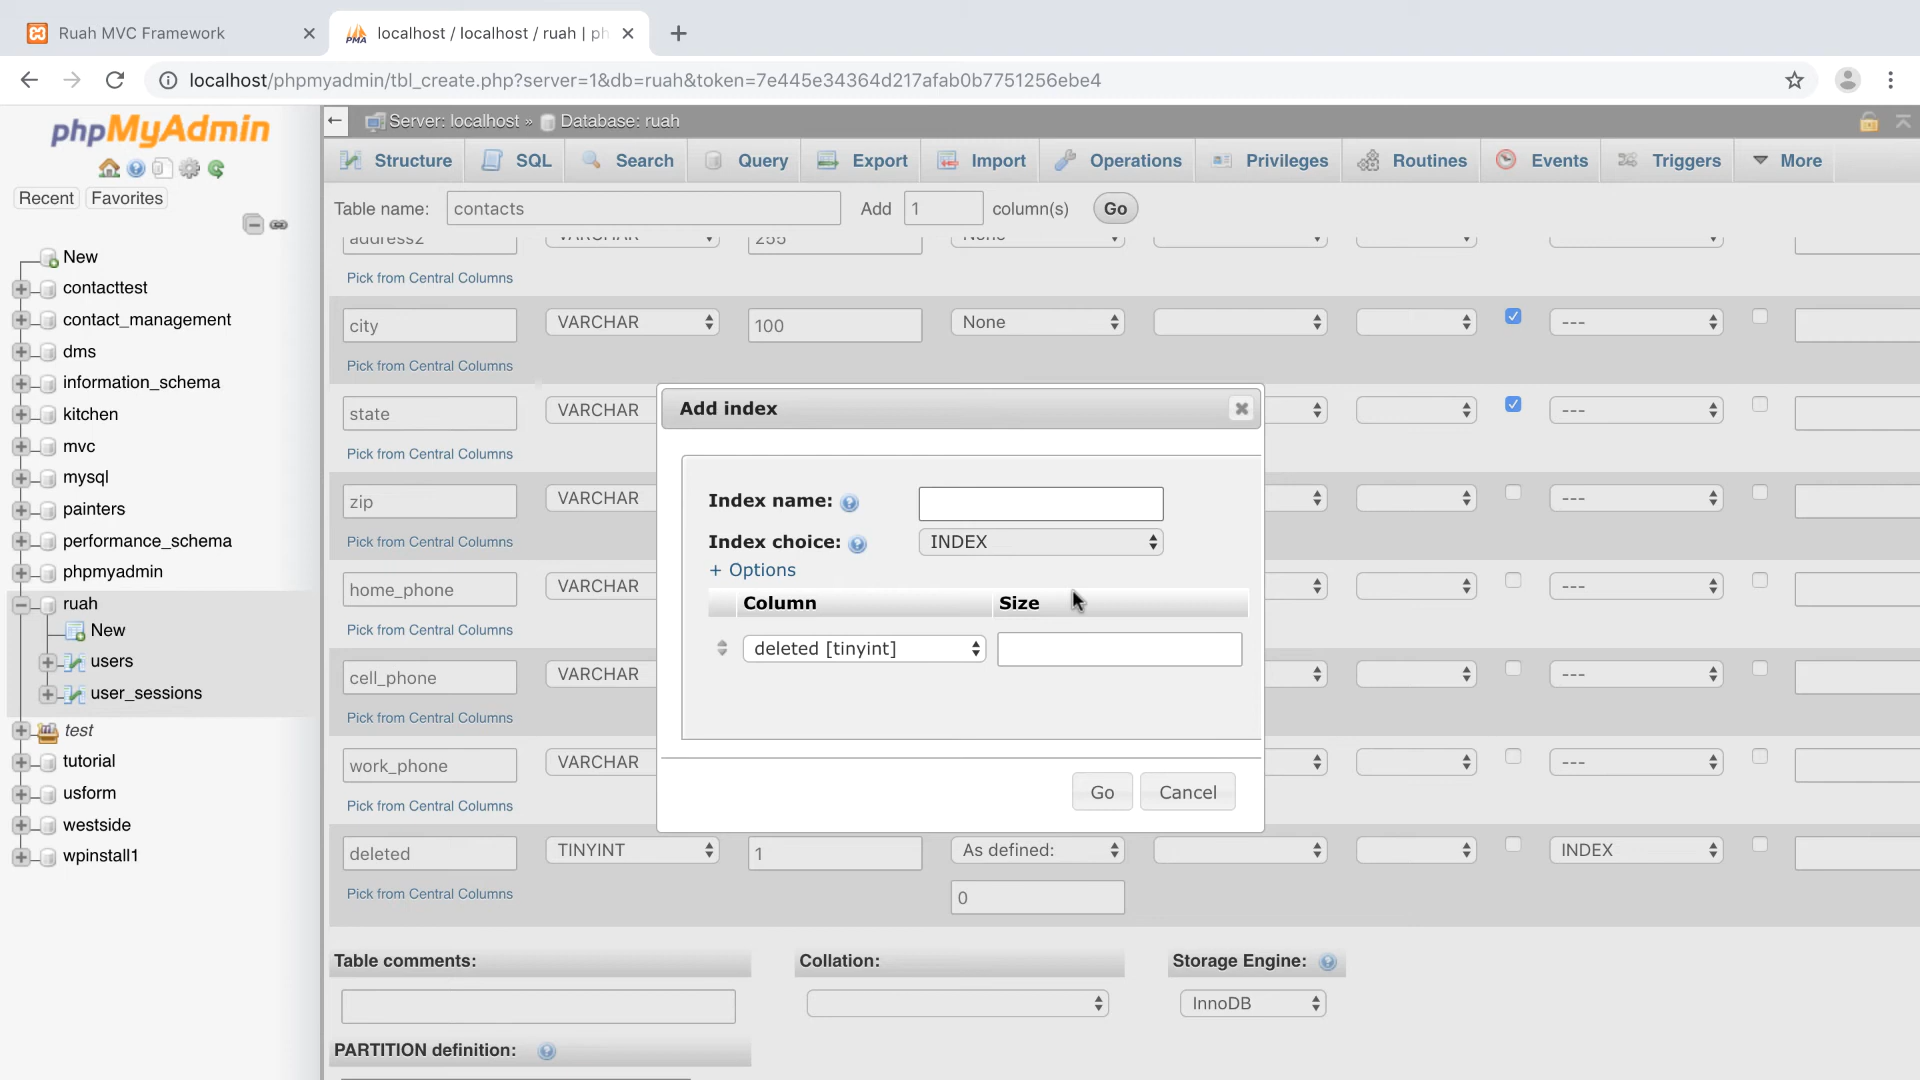 Ruah MVC Framework
localhost / localhost / ruah | ph
localhost/phpmyadmin/tbl_create.php?server=1&db=ruah&token=7e445e34364d217afab0b7751256ebe4
phpMyAdmin
Recent
Favorites
New
contacttest
contact_management
dms
information_schema
kitchen
mvc
mysql
painters
performance_schema
phpmyadmin
ruah
New
users
user_sessions
test
tutorial
usform
westside
wpinstall1
Server: localhost » Database: ruah
Structure SQL Search Query Export Import Operations Privileges Routines Events Triggers More
Table name: contacts Add 1 column(s) Go
address2 VARCHAR 255 None
Pick from Central Columns
city VARCHAR 100 None ---
Pick from Central Columns
state VARCHAR ---
Pick from Central Columns
zip VARCHAR ---
Pick from Central Columns
home_phone VARCHAR ---
Pick from Central Columns
cell_phone VARCHAR ---
Pick from Central Columns
work_phone VARCHAR ---
Pick from Central Columns
deleted TINYINT 1 As defined: INDEX
Pick from Central Columns 0
Add index
Index name:
Index choice: INDEX
+ Options
Column Size
deleted [tinyint]
Go Cancel
Table comments: Collation: Storage Engine:
InnoDB
PARTITION definition: